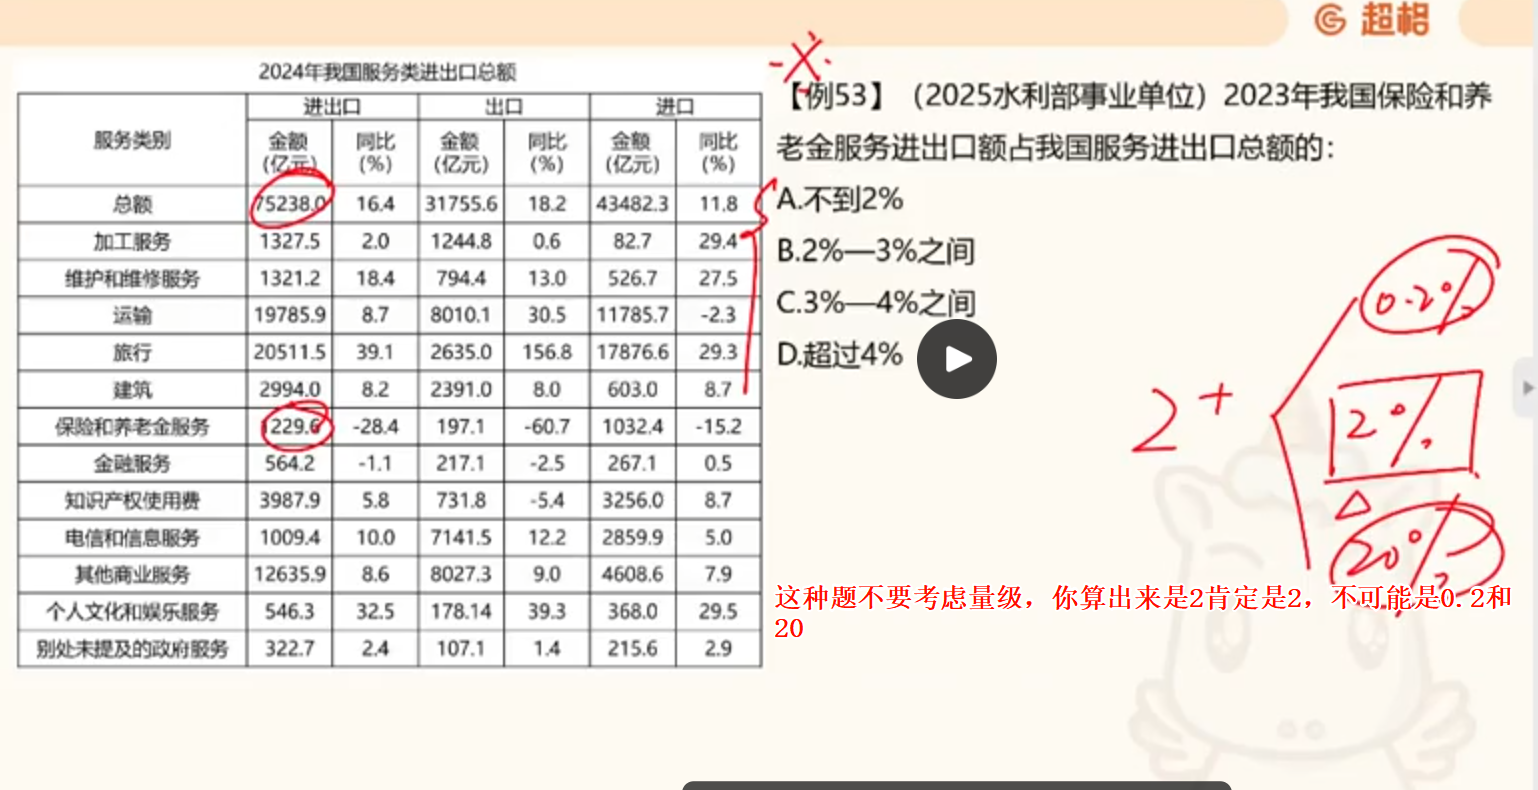 超格
2024年我国服务类进出口总额
服务类别 进出口 出口 进口
金额(亿元) 同比(%) 金额(亿元) 同比(%) 金额(亿元) 同比(%)
总额 75238.0 16.4 31755.6 18.2 43482.3 11.8
加工服务 1327.5 2.0 1244.8 0.6 82.7 29.4
维护和维修服务 1321.2 18.4 794.4 13.0 526.7 27.5
运输 19785.9 8.7 8010.1 30.5 11785.7 -2.3
旅行 20511.5 39.1 2635.0 156.8 17876.6 29.3
建筑 2994.0 8.2 2391.0 8.0 603.0 8.7
保险和养老金服务 1229.6 -28.4 197.1 -60.7 1032.4 -15.2
金融服务 564.2 -1.1 217.1 -2.5 267.1 0.5
知识产权使用费 3987.9 5.8 731.8 -5.4 3256.0 8.7
电信和信息服务 1009.4 10.0 7141.5 12.2 2859.9 5.0
其他商业服务 12635.9 8.6 8027.3 9.0 4608.6 7.9
个人文化和娱乐服务 546.3 32.5 178.14 39.3 368.0 29.5
别处未提及的政府服务 322.7 2.4 107.1 1.4 215.6 2.9
【例53】（2025水利部事业单位）2023年我国保险和养
老金服务进出口额占我国服务进出口总额的：
A.不到2%
B.2%—3%之间
C.3%—4%之间
D.超过4%
2+
0.2%
2%
20%
这种题不要考虑量级，你算出来是2肯定是2，不可能是0.2和
20